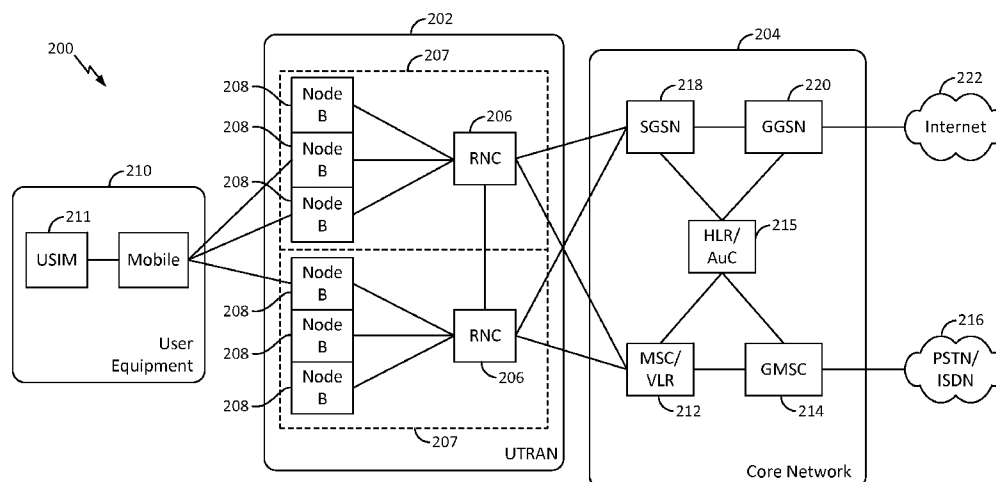 202
204
200
207
222
208
Node
B
218
220
206
SGSN
GGSN
Internet
208
Node
B
RNC
210
208
Node
B
211
HLR/
AuC
215
USIM
Mobile
Node
B
208
216
Node
B
RNC
MSC/
VLR
GMSC
PSTN/
ISDN
User
Equipment
208
206
Node
B
212
214
208
207
UTRAN
Core Network